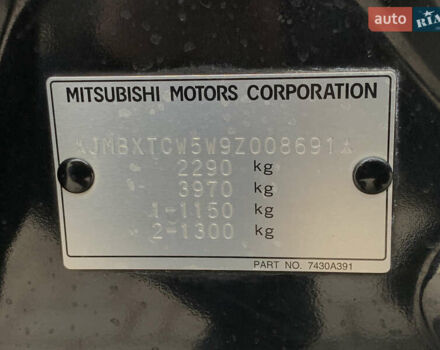 auto RIA
MITSUBISHI MOTORS CORPORATION
JMBXTCW5W9Z008691
2290 kg
- 3970 kg
1-1150 kg
2-1300 kg
PART NO. 7430A391